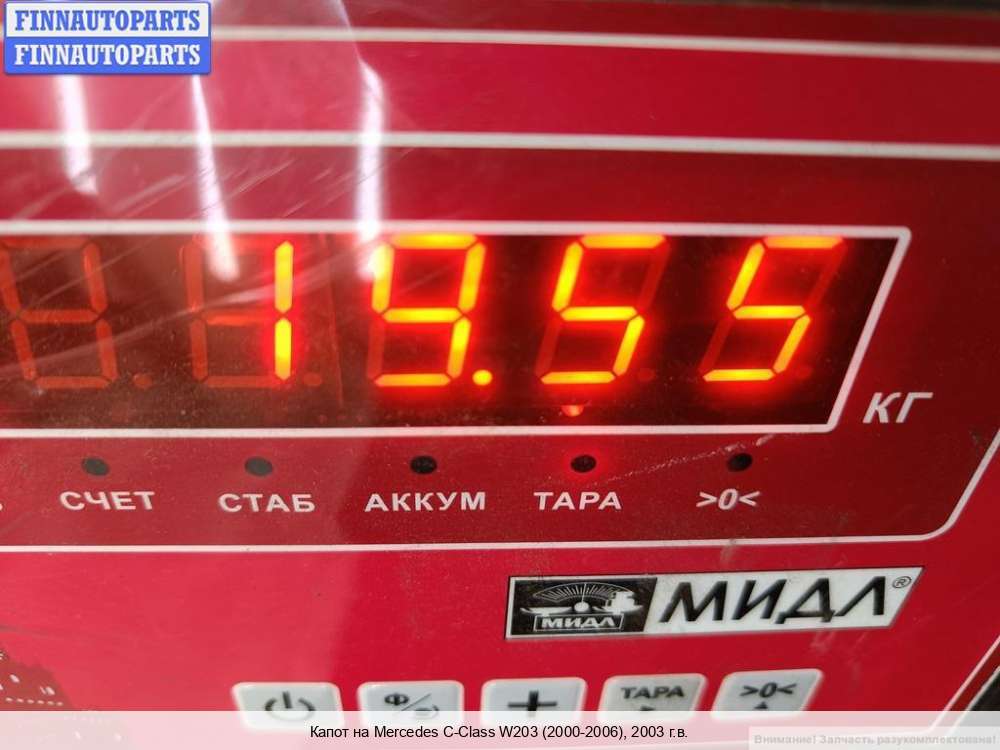 FINNAUTOPARTS
FINNAUTOPARTS
19.55
КГ
СЧЕТ СТАБ АККУМ ТАРА >0<
МИДЛ МИДЛ®
Ф/ + ТАРА >0<
Капот на Mercedes C-Class W203 (2000-2006), 2003 г.в.
Внимание! Запчасть разукомплектована!